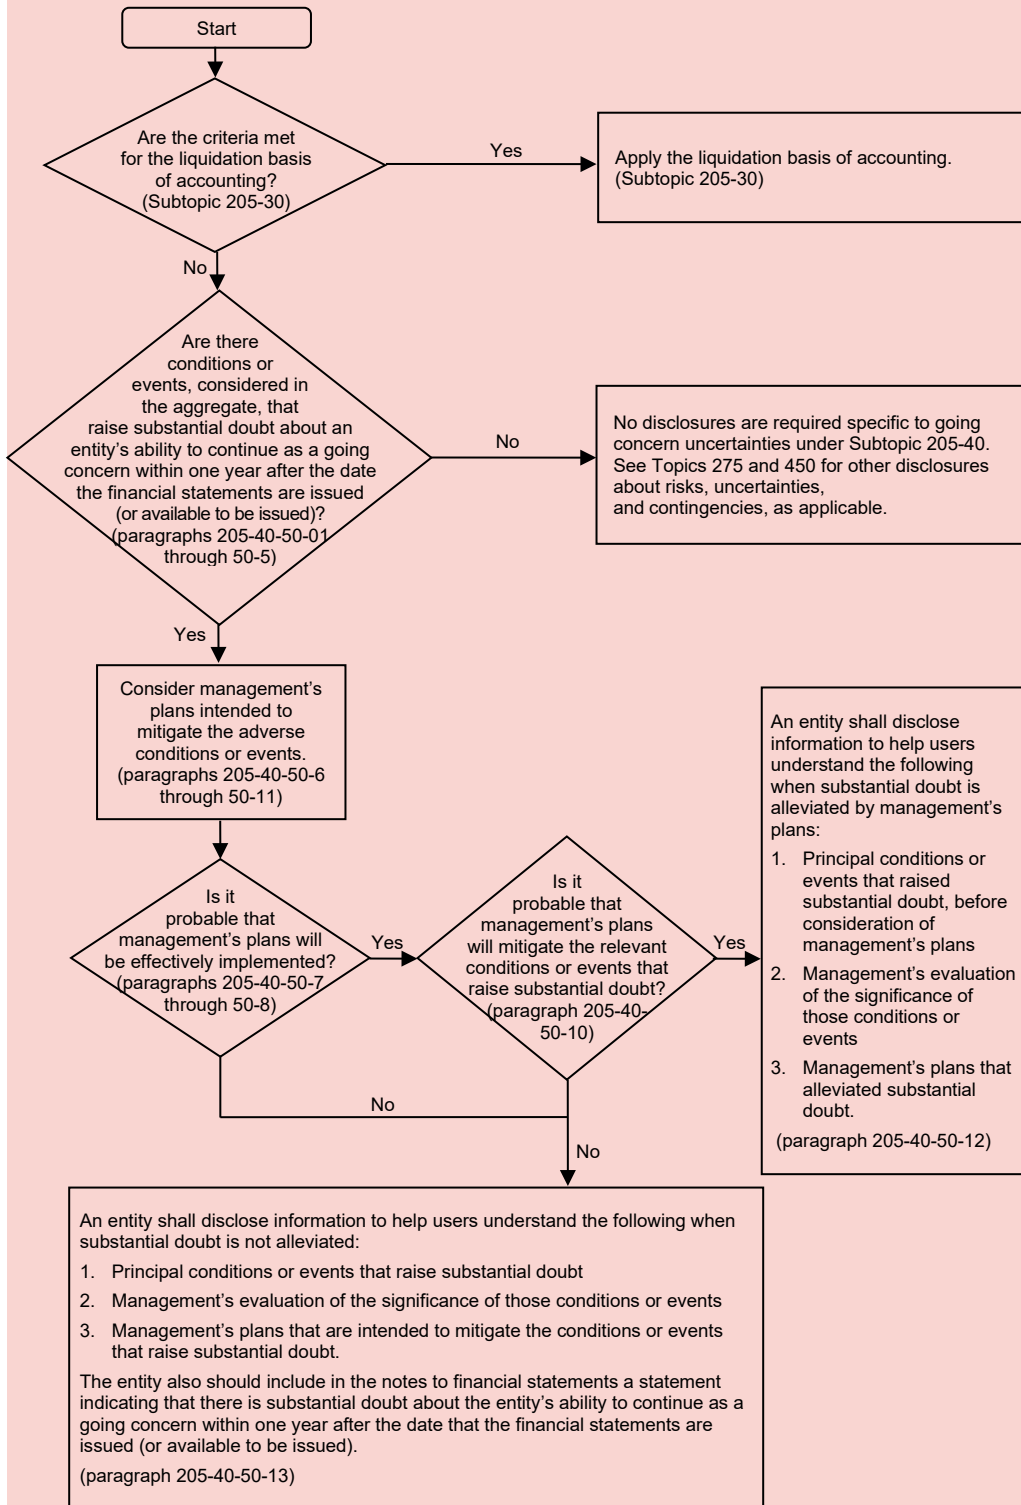 Start
Are the criteria met
for the liquidation basis
of accounting?
(Subtopic 205-30)
Yes
Apply the liquidation basis of accounting.
(Subtopic 205-30)
No
Are there
conditions or
events, considered in
the aggregate, that
raise substantial doubt about an
entity's ability to continue as a going
concern within one year after the date
the financial statements are issued
(or available to be issued)?
(paragraphs 205-40-50-01
through 50-5)
No
No disclosures are required specific to going
concern uncertainties under Subtopic 205-40.
See Topics 275 and 450 for other disclosures
about risks, uncertainties,
and contingencies, as applicable.
Yes
Consider management's
plans intended to
mitigate the adverse
conditions or events.
(paragraphs 205-40-50-6
through 50-11)
Is it
probable that
management's plans will
be effectively implemented?
(paragraphs 205-40-50-7
through 50-8)
Yes
Is it
probable that
management's plans
will mitigate the relevant
conditions or events that
raise substantial doubt?
(paragraph 205-40-
50-10)
Yes
An entity shall disclose
information to help users
understand the following
when substantial doubt is
alleviated by management's
plans:
1. Principal conditions or
events that raised
substantial doubt, before
consideration of
management's plans
2. Management's evaluation
of the significance of
those conditions or
events
3. Management's plans that
alleviated substantial
doubt.
(paragraph 205-40-50-12)
No
No
An entity shall disclose information to help users understand the following when
substantial doubt is not alleviated:
1. Principal conditions or events that raise substantial doubt
2. Management's evaluation of the significance of those conditions or events
3. Management's plans that are intended to mitigate the conditions or events
that raise substantial doubt.
The entity also should include in the notes to financial statements a statement
indicating that there is substantial doubt about the entity's ability to continue as a
going concern within one year after the date that the financial statements are
issued (or available to be issued).
(paragraph 205-40-50-13)